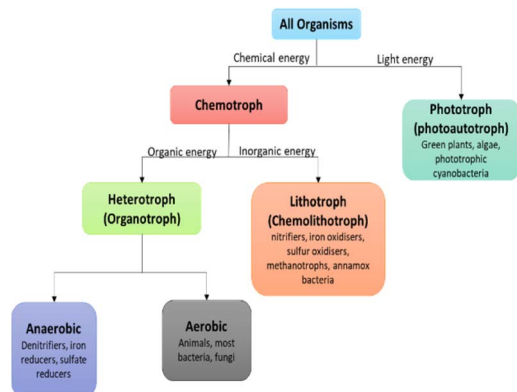 All Organisms
Chemical energy
Light energy
Chemotroph
Phototroph
(photoautotroph)
Green plants, algae,
phototrophic
cyanobacteria
Organic energy
Inorganic energy
Heterotroph
(Organotroph)
Lithotroph
(Chemolithotroph)
nitrifiers, iron oxidisers,
sulfur oxidisers,
methanotrophs, annamox
bacteria
Anaerobic
Denitrifiers, iron
reducers, sulfate
reducers
Aerobic
Animals, most
bacteria, fungi